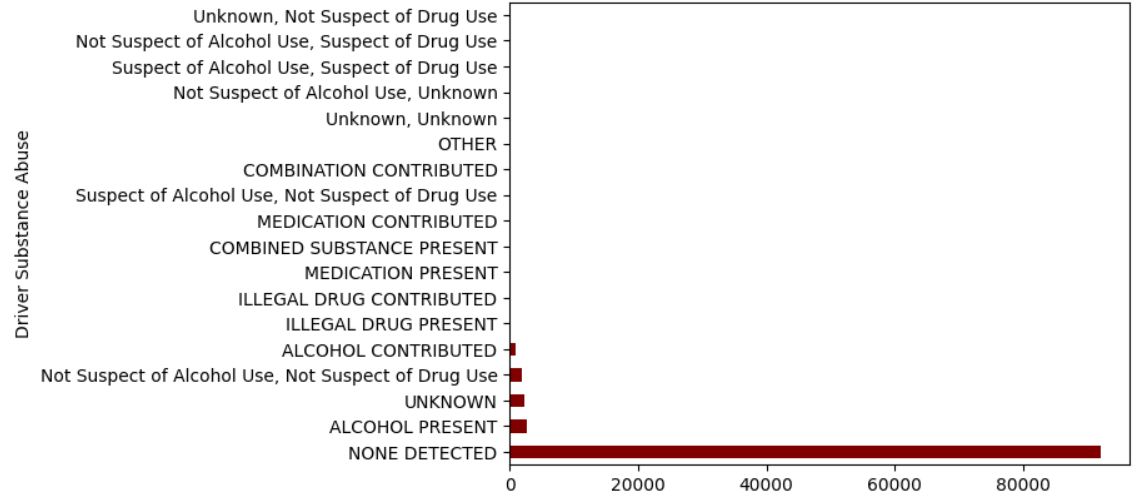 Driver Substance Abuse
Unknown, Not Suspect of Drug Use
Not Suspect of Alcohol Use, Suspect of Drug Use
Suspect of Alcohol Use, Suspect of Drug Use
Not Suspect of Alcohol Use, Unknown
Unknown, Unknown
OTHER
COMBINATION CONTRIBUTED
Suspect of Alcohol Use, Not Suspect of Drug Use
MEDICATION CONTRIBUTED
COMBINED SUBSTANCE PRESENT
MEDICATION PRESENT
ILLEGAL DRUG CONTRIBUTED
ILLEGAL DRUG PRESENT
ALCOHOL CONTRIBUTED
Not Suspect of Alcohol Use, Not Suspect of Drug Use
UNKNOWN
ALCOHOL PRESENT
NONE DETECTED
0 20000 40000 60000 80000